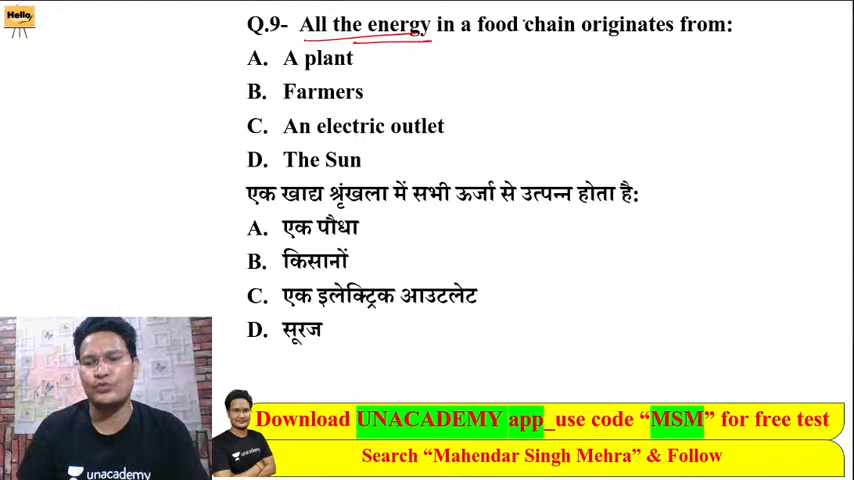 Hello
Q.9- All the energy in a food chain originates from:
A. A plant
B. Farmers
C. An electric outlet
D. The Sun
एक खाद्य श्रृंखला में सभी ऊर्जा से उत्पन्न होता है:
A. एक पौधा
B. किसानों
C. एक इलेक्ट्रिक आउटलेट
D. सूरज
unacademy
unacademy
Download UNACADEMY app_use code “MSM” for free test
Search “Mahendar Singh Mehra” & Follow